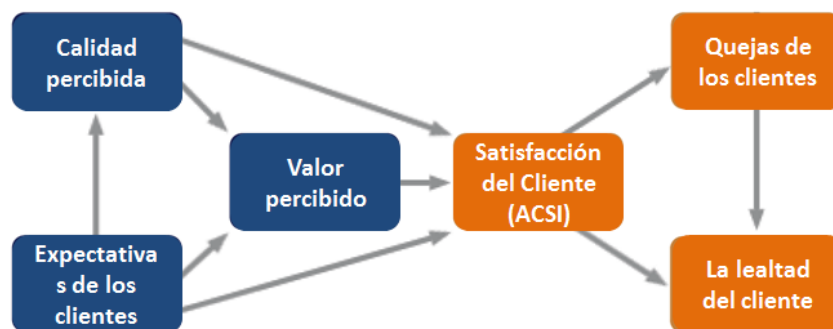 Calidad
percibida
Quejas de
los clientes
Valor
percibido
Satisfacción
del Cliente
(ACSI)
Expectativa
s de los
clientes
La lealtad
del cliente